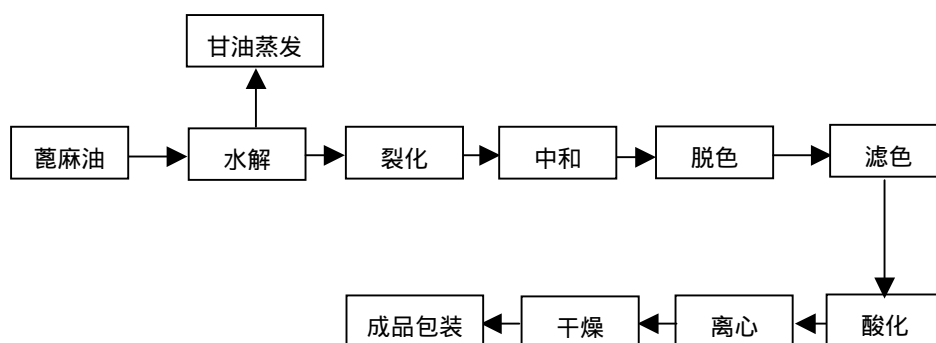 甘油蒸发
蓖麻油
水解
裂化
中和
脱色
滤色
成品包装
干燥
离心
酸化